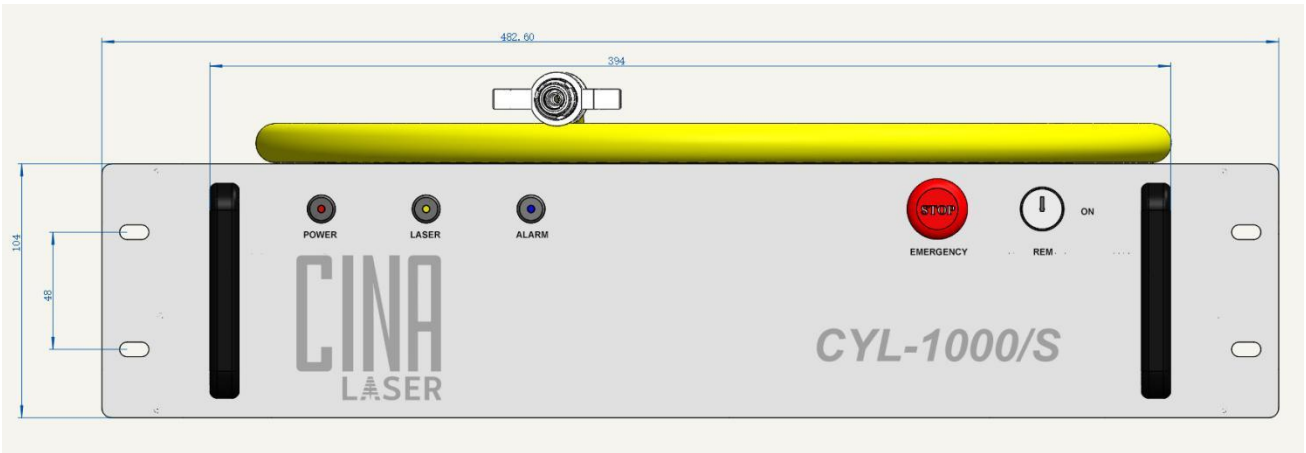 482.60
394
STOP
POWER
LASER
ALARM
EMERGENCY
REM
ON
104
48
CINA
LASER
CYL-1000/S